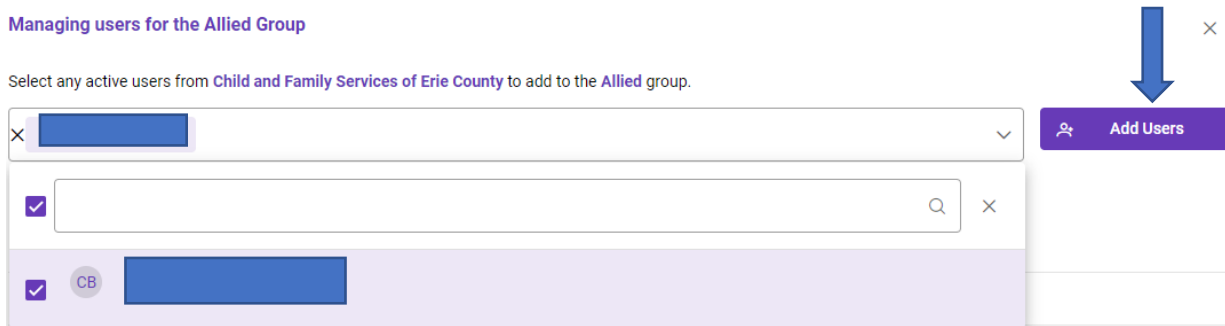 Managing users for the Allied Group
Select any active users from Child and Family Services of Erie County to add to the Allied group.
Add Users
CB